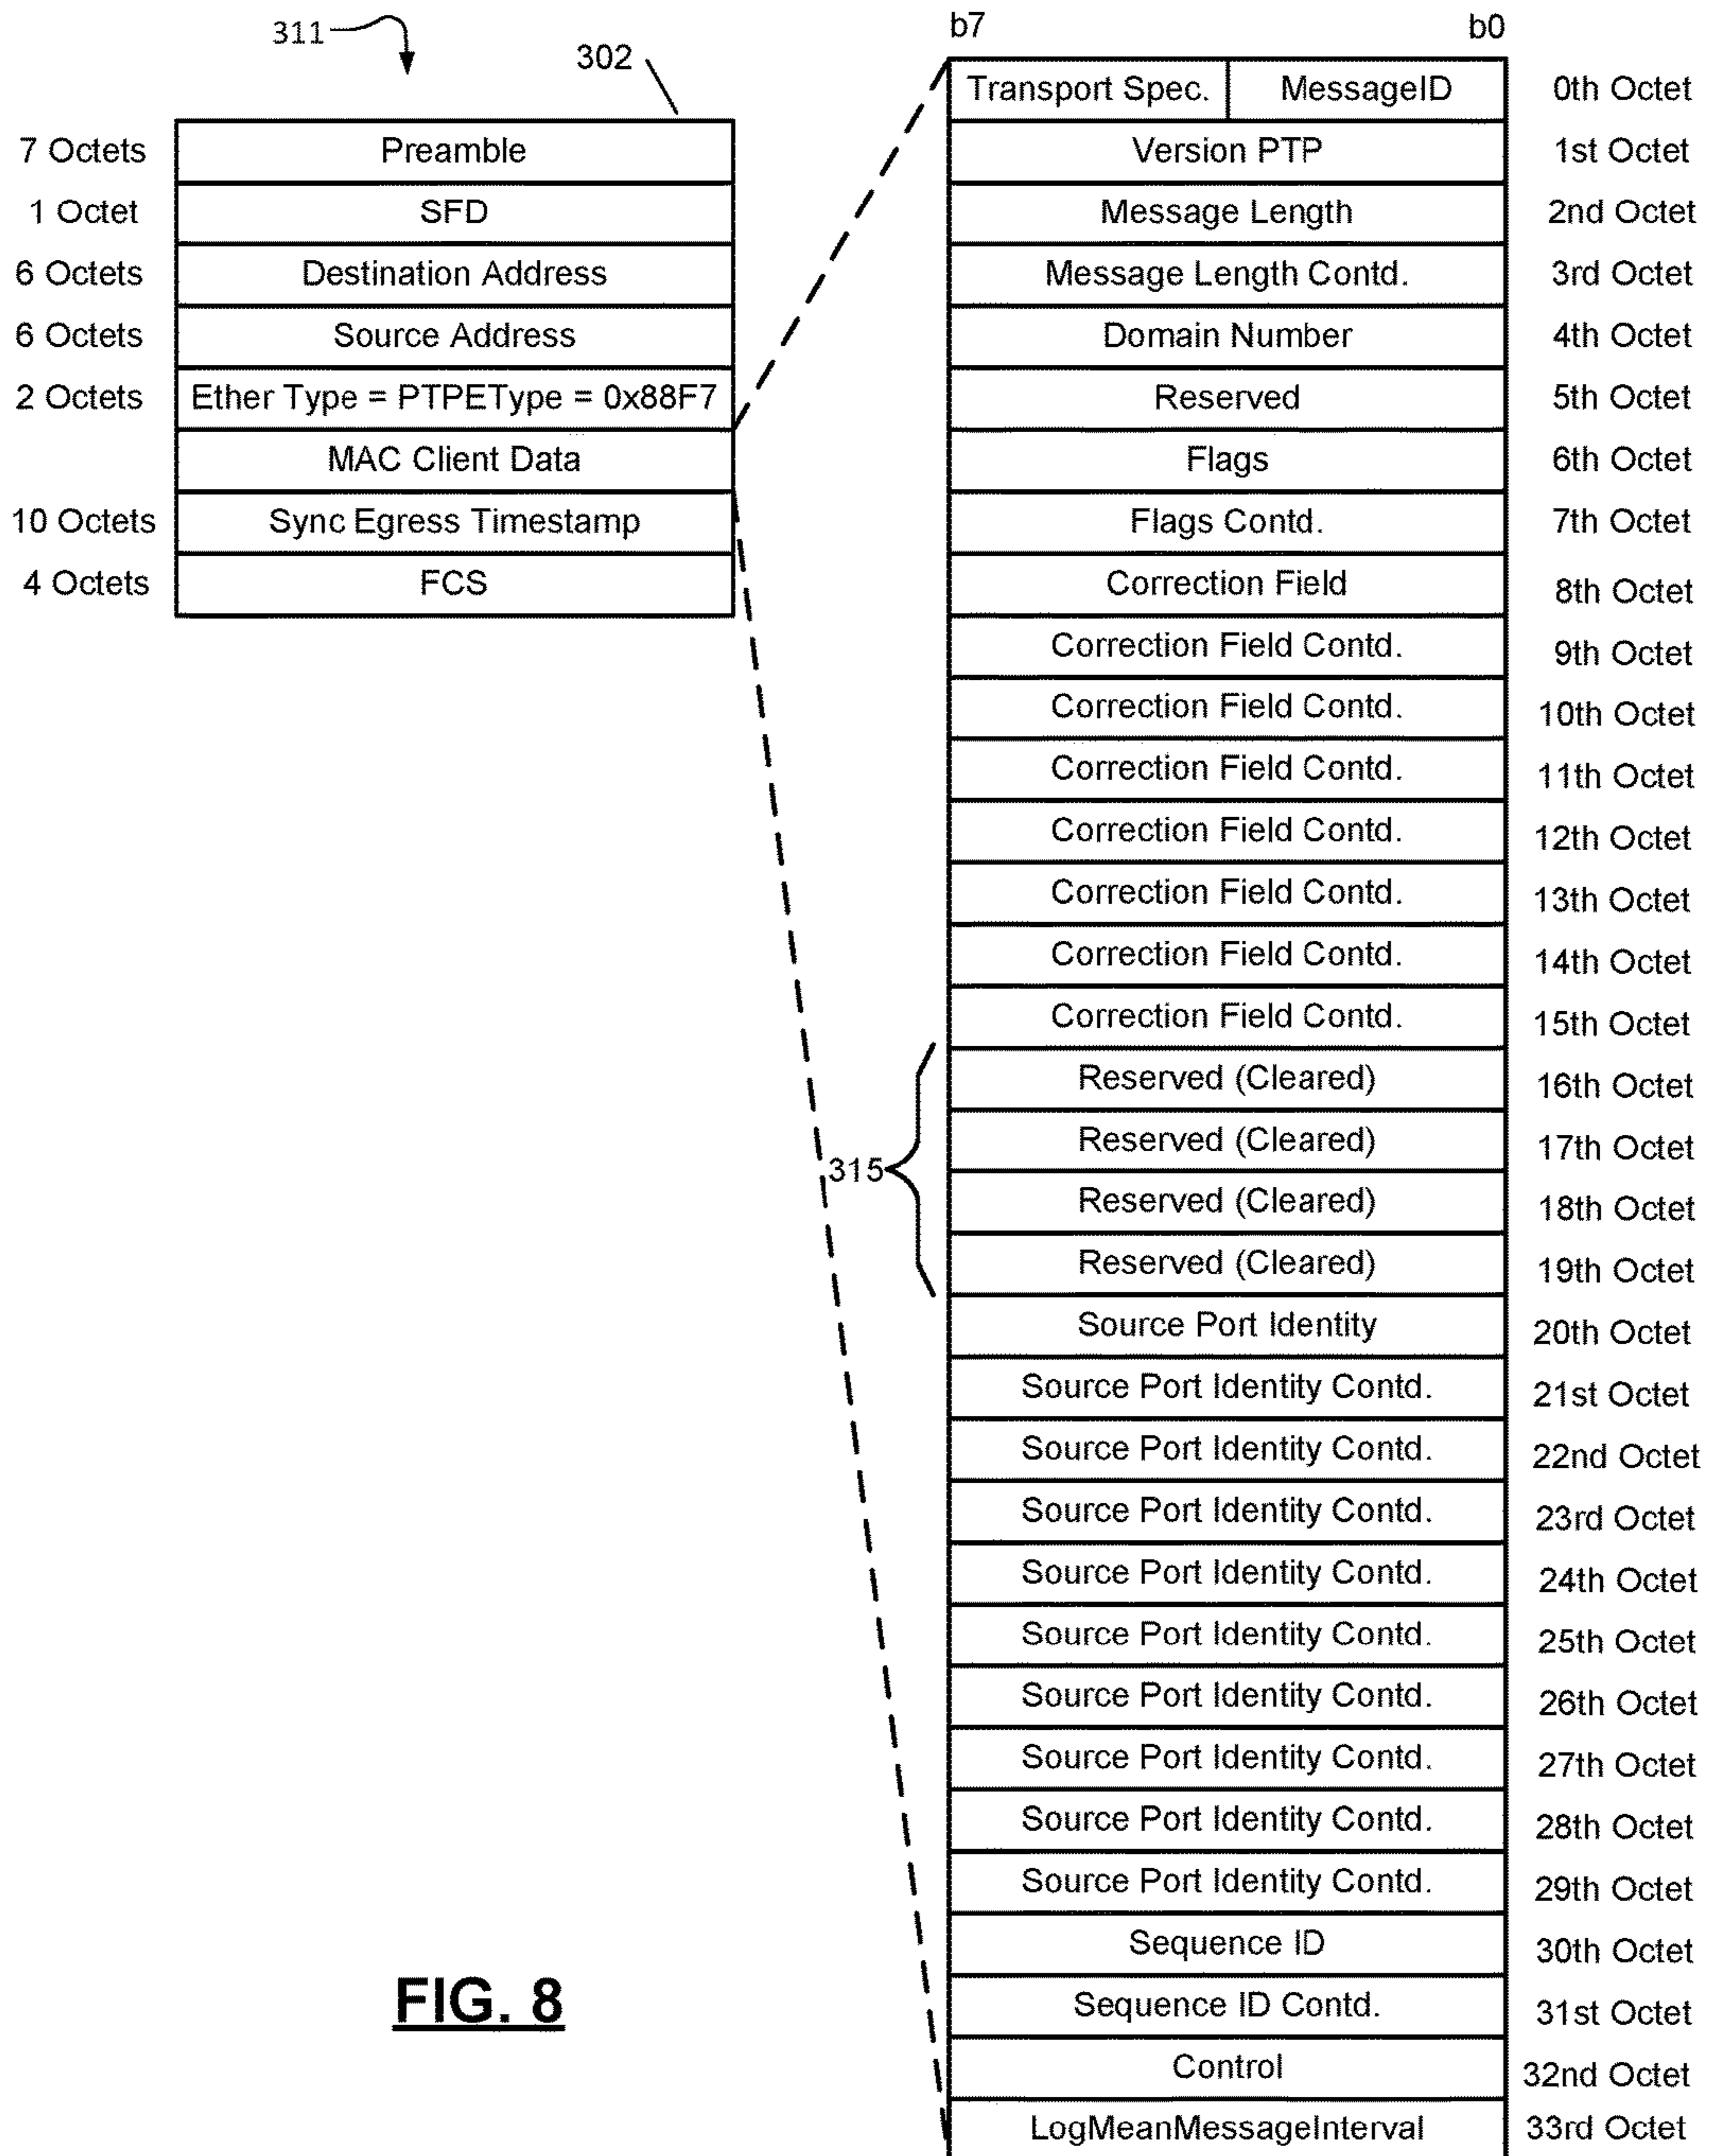 311
302
7 Octets Preamble
1 Octet SFD
6 Octets Destination Address
6 Octets Source Address
2 Octets Ether Type = PTPEType = 0x88F7
MAC Client Data
10 Octets Sync Egress Timestamp
4 Octets FCS
b7 b0
Transport Spec. MessageID 0th Octet
Version PTP 1st Octet
Message Length 2nd Octet
Message Length Contd. 3rd Octet
Domain Number 4th Octet
Reserved 5th Octet
Flags 6th Octet
Flags Contd. 7th Octet
Correction Field 8th Octet
Correction Field Contd. 9th Octet
Correction Field Contd. 10th Octet
Correction Field Contd. 11th Octet
Correction Field Contd. 12th Octet
Correction Field Contd. 13th Octet
Correction Field Contd. 14th Octet
Correction Field Contd. 15th Octet
Reserved (Cleared) 16th Octet
Reserved (Cleared) 17th Octet
315
Reserved (Cleared) 18th Octet
Reserved (Cleared) 19th Octet
Source Port Identity 20th Octet
Source Port Identity Contd. 21st Octet
Source Port Identity Contd. 22nd Octet
Source Port Identity Contd. 23rd Octet
Source Port Identity Contd. 24th Octet
Source Port Identity Contd. 25th Octet
Source Port Identity Contd. 26th Octet
Source Port Identity Contd. 27th Octet
Source Port Identity Contd. 28th Octet
Source Port Identity Contd. 29th Octet
Sequence ID 30th Octet
Sequence ID Contd. 31st Octet
Control 32nd Octet
LogMeanMessageInterval 33rd Octet
FIG. 8